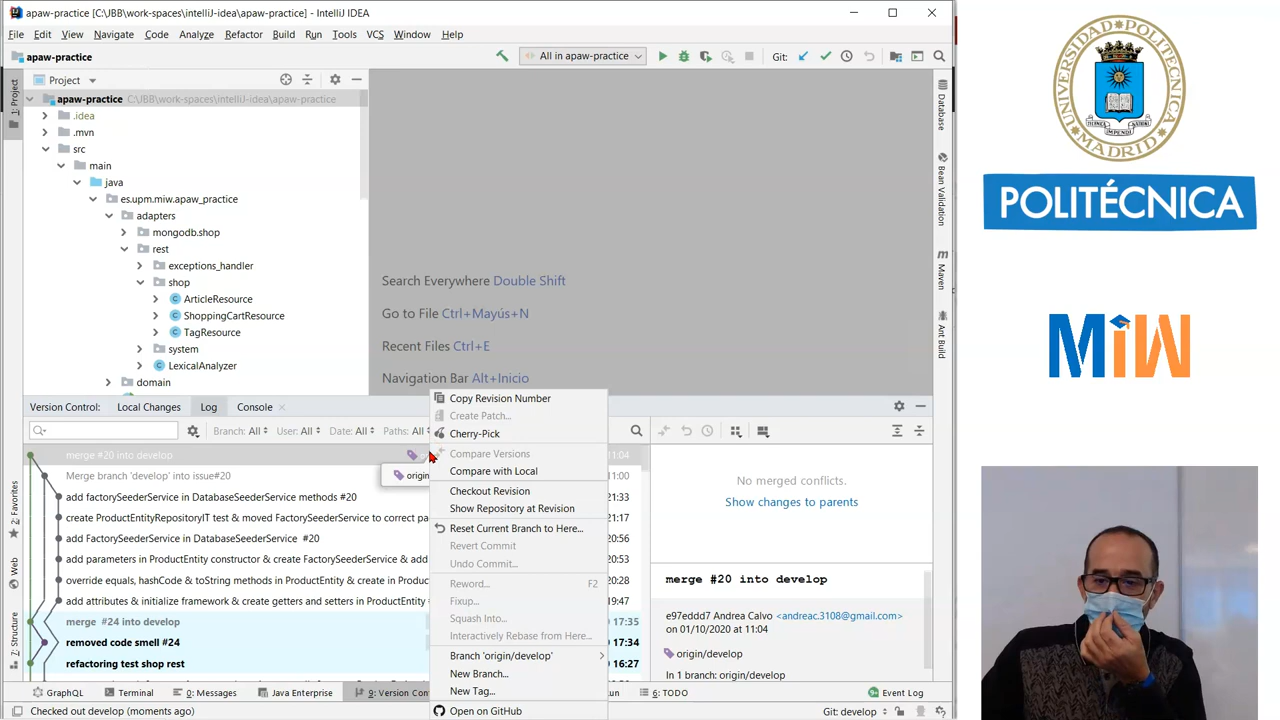 apaw-practice [C:\JBB\work-spaces\intelliJ-idea\apaw-practice] - IntelliJ IDEA
File Edit View Navigate Code Analyze Refactor Build Run Tools VCS Window Help
apaw-practice
All in apaw-practice
Git:
Project
1: Project
apaw-practice C:\JBB\work-spaces\intelliJ-idea\apaw-practice
.idea
.mvn
src
main
java
es.upm.miw.apaw_practice
adapters
mongodb.shop
rest
exceptions_handler
shop
ArticleResource
ShoppingCartResource
TagResource
system
LexicalAnalyzer
domain
Search Everywhere Double Shift
Go to File Ctrl+Mayús+N
Recent Files Ctrl+E
Navigation Bar Alt+Inicio
Database
Bean Validation
Maven
Ant Build
Version Control:
Local Changes
Log
Console
Branch: All
User: All
Date: All
Paths: All
merge #20 into develop
11:04
origin
Merge branch 'develop' into issue#20
11:00
add factorySeederService in DatabaseSeederService methods #20
21:33
create ProductEntityRepositoryIT test & moved FactorySeederService to correct pa
21:17
add FactorySeederService in DatabaseSeederService #20
20:58
add parameters in ProductEntity constructor & create FactorySeederService & add
20:51
override equals, hashCode & toString methods in ProductEntity & create in Produc
20:28
add attributes & initialize framework & create getters and setters in ProductEntity
19:47
merge #24 into develop
17:35
removed code smell #24
17:34
refactoring test shop rest
16:27
Copy Revision Number
Create Patch...
Cherry-Pick
Compare Versions
Compare with Local
Checkout Revision
Show Repository at Revision
Reset Current Branch to Here...
Revert Commit
Undo Commit...
Reword... F2
Fixup...
Squash Into...
Interactively Rebase from Here...
Branch 'origin/develop'
New Branch...
New Tag...
Open on GitHub
No merged conflicts.
Show changes to parents
merge #20 into develop
e97eddd7 Andrea Calvo <andreac.3108@gmail.com>
on 01/10/2020 at 11:04
origin/develop
In 1 branch: origin/develop
2: Favorites
Web
7: Structure
GraphQL
Terminal
0: Messages
Java Enterprise
9: Version Con
un
6: TODO
Event Log
Checked out develop (moments ago)
Git: develop
UNIVERSIDAD POLITÉCNICA
MADRID
POLITÉCNICA
MiW